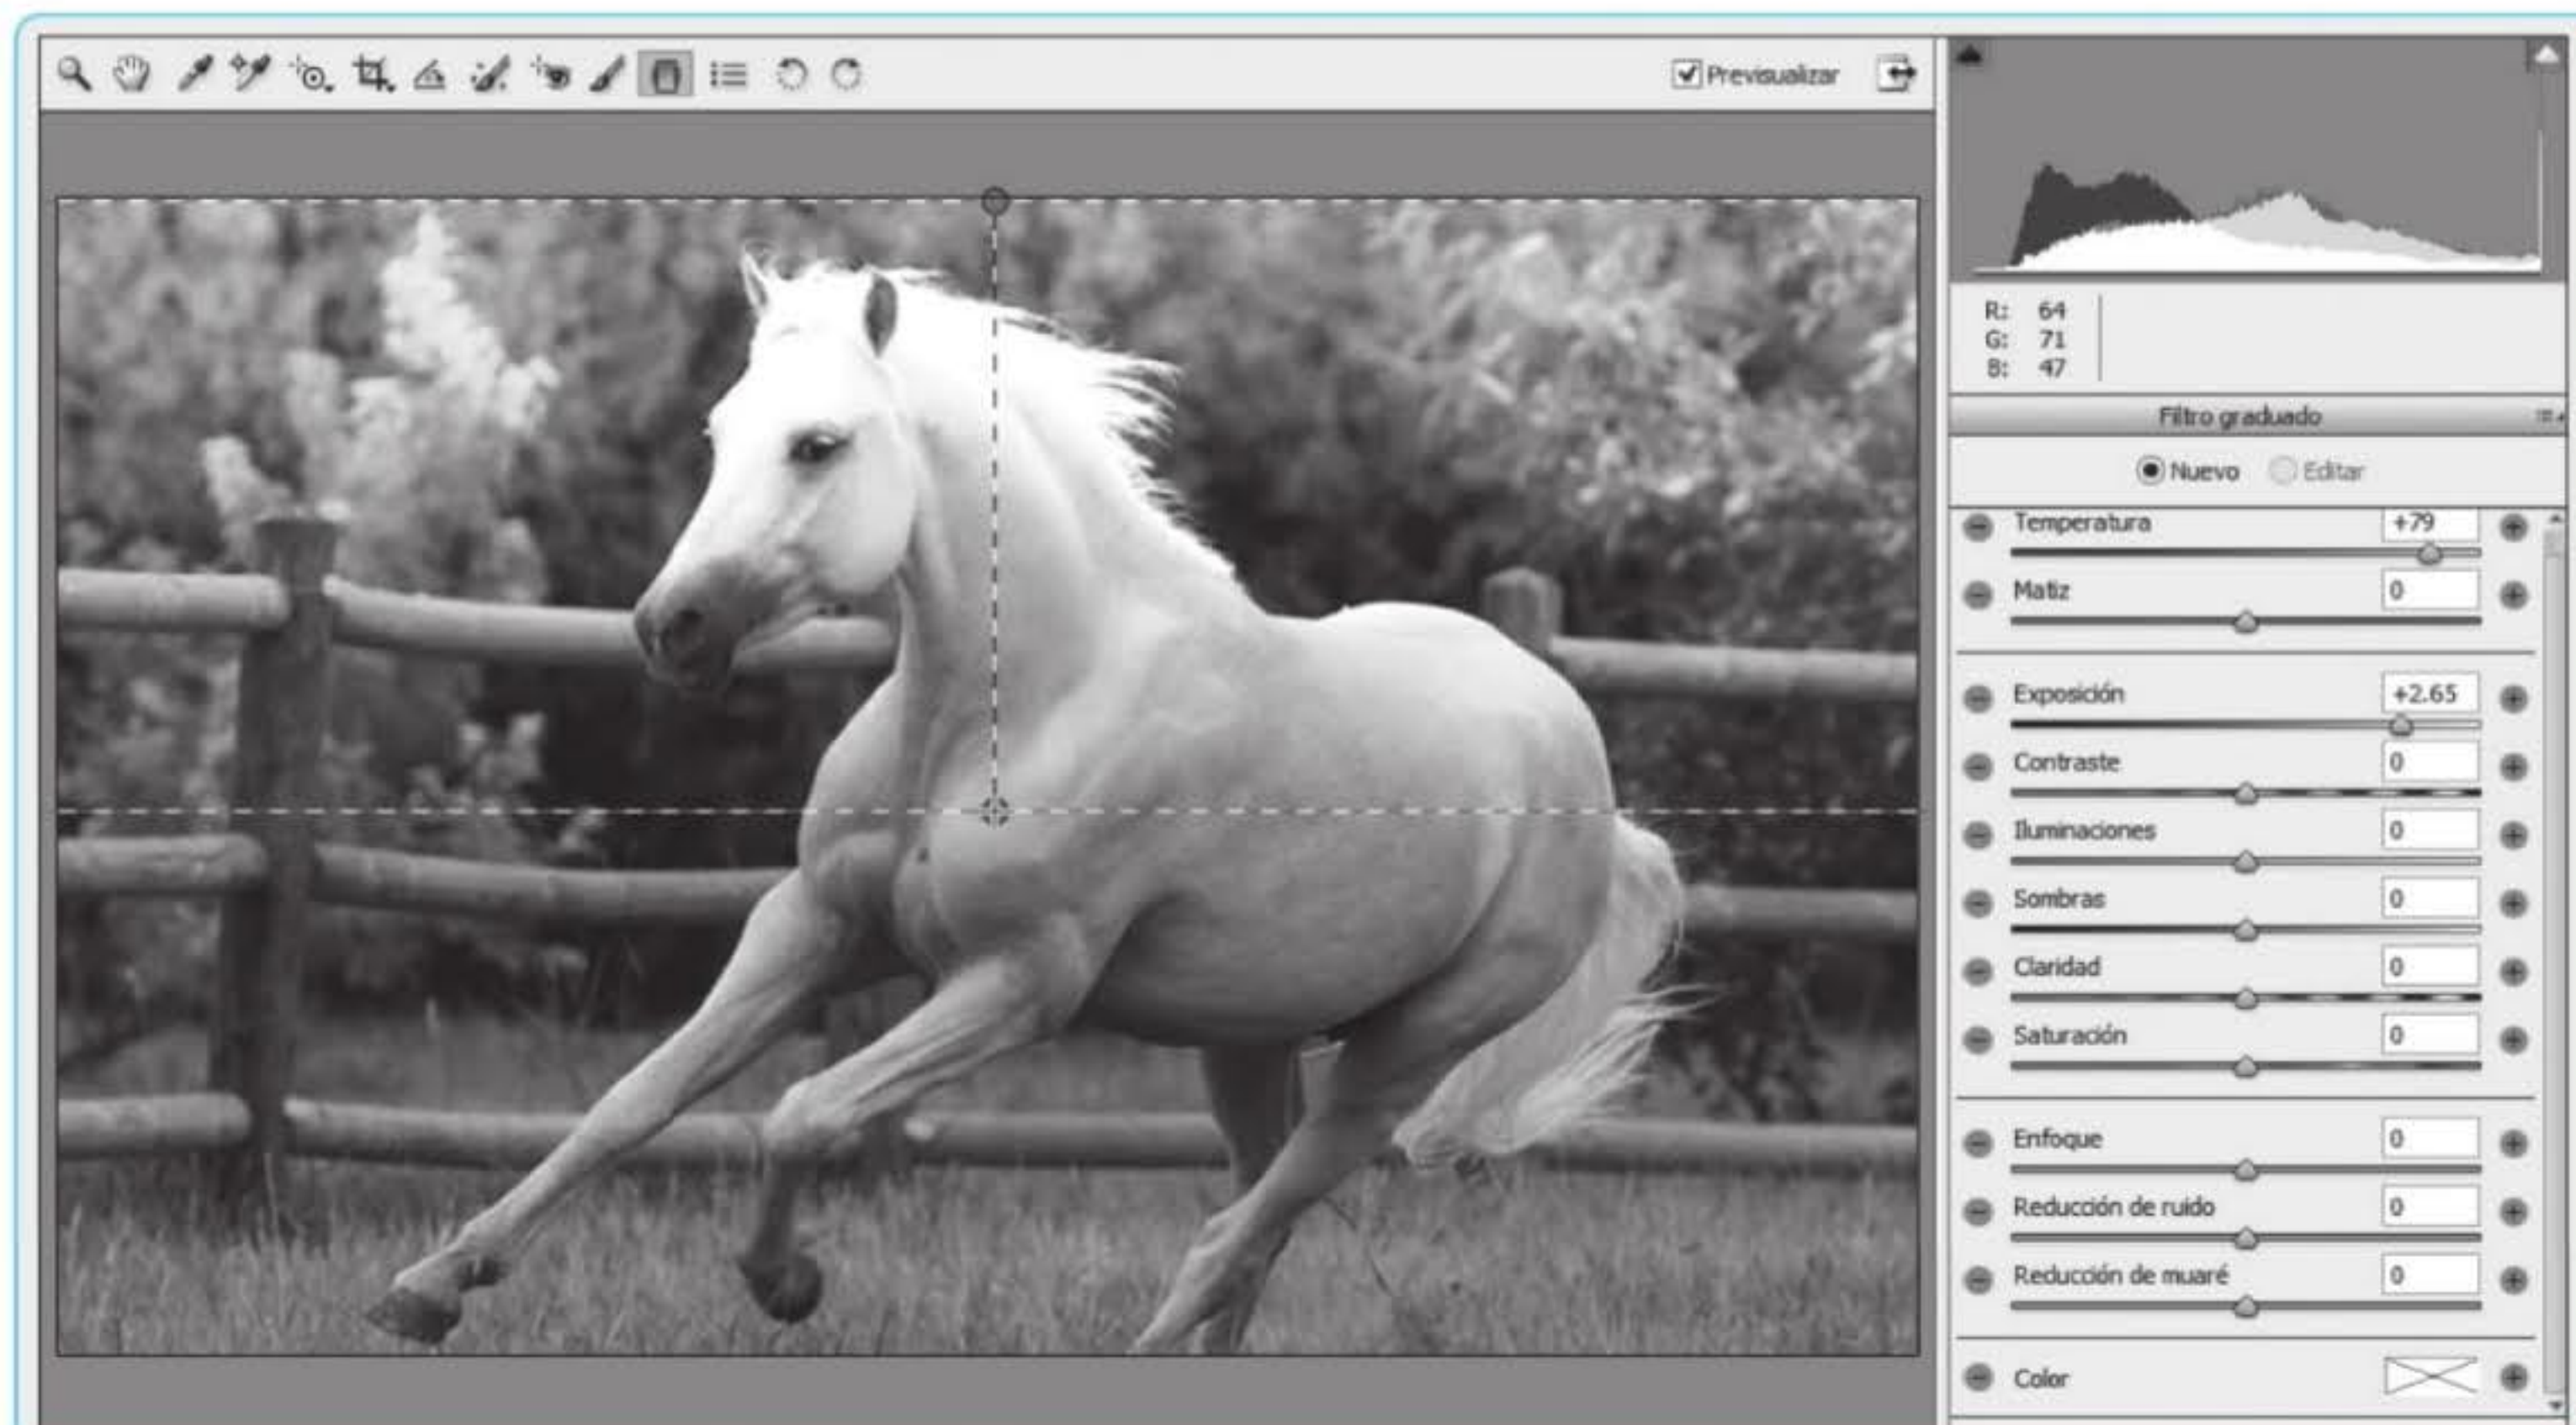 Previsualizar
R: 64
G: 71
B: 47
Filtro graduado
Nuevo Editar
Temperatura +79
Matiz 0
Exposición +2.65
Contraste 0
Iluminaciones 0
Sombras 0
Claridad 0
Saturación 0
Enfoque 0
Reducción de ruido 0
Reducción de muaré 0
Color